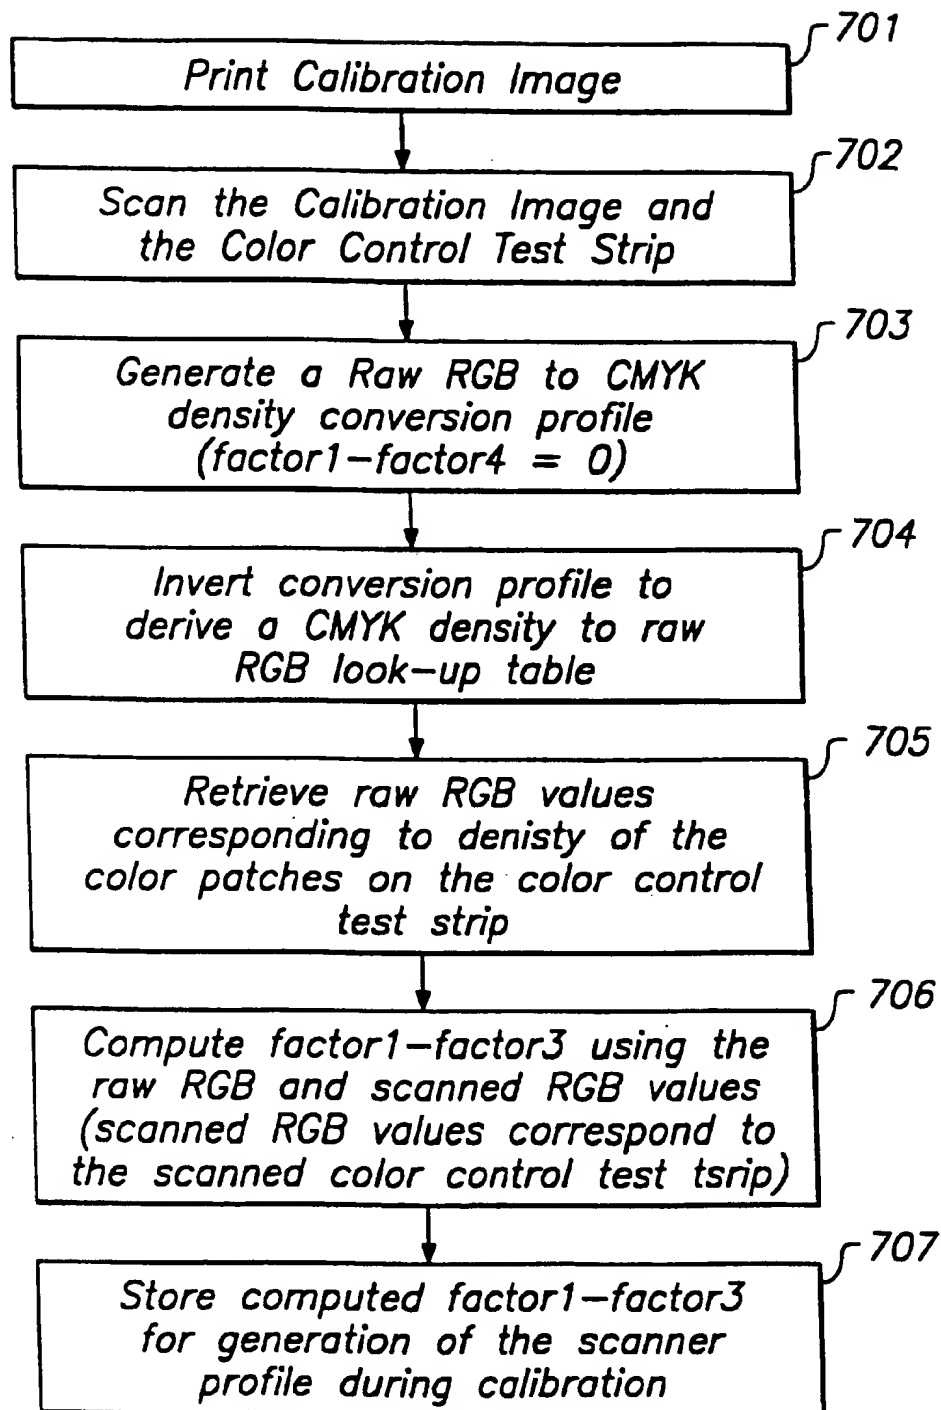 701
Print Calibration Image
702
Scan the Calibration Image and
the Color Control Test Strip
703
Generate a Raw RGB to CMYK
density conversion profile
(factor1-factor4 = 0)
704
Invert conversion profile to
derive a CMYK density to raw
RGB look-up table
705
Retrieve raw RGB values
corresponding to denisty of the
color patches on the color control
test strip
706
Compute factor1-factor3 using the
raw RGB and scanned RGB values
(scanned RGB values correspond to
the scanned color control test tsrip)
707
Store computed factor1-factor3
for generation of the scanner
profile during calibration